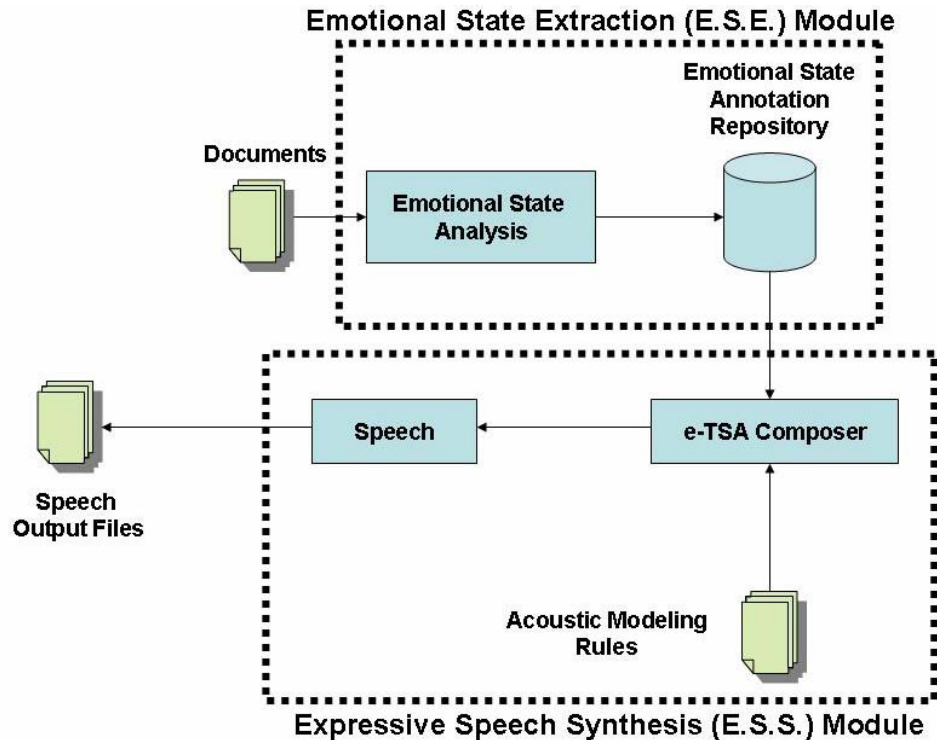 Emotional State Extraction (E.S.E.) Module
Emotional State
Annotation
Repository
Documents
Emotional State
Analysis
Speech
e-TSA Composer
Speech
Output Files
Acoustic Modeling
Rules
Expressive Speech Synthesis (E.S.S.) Module